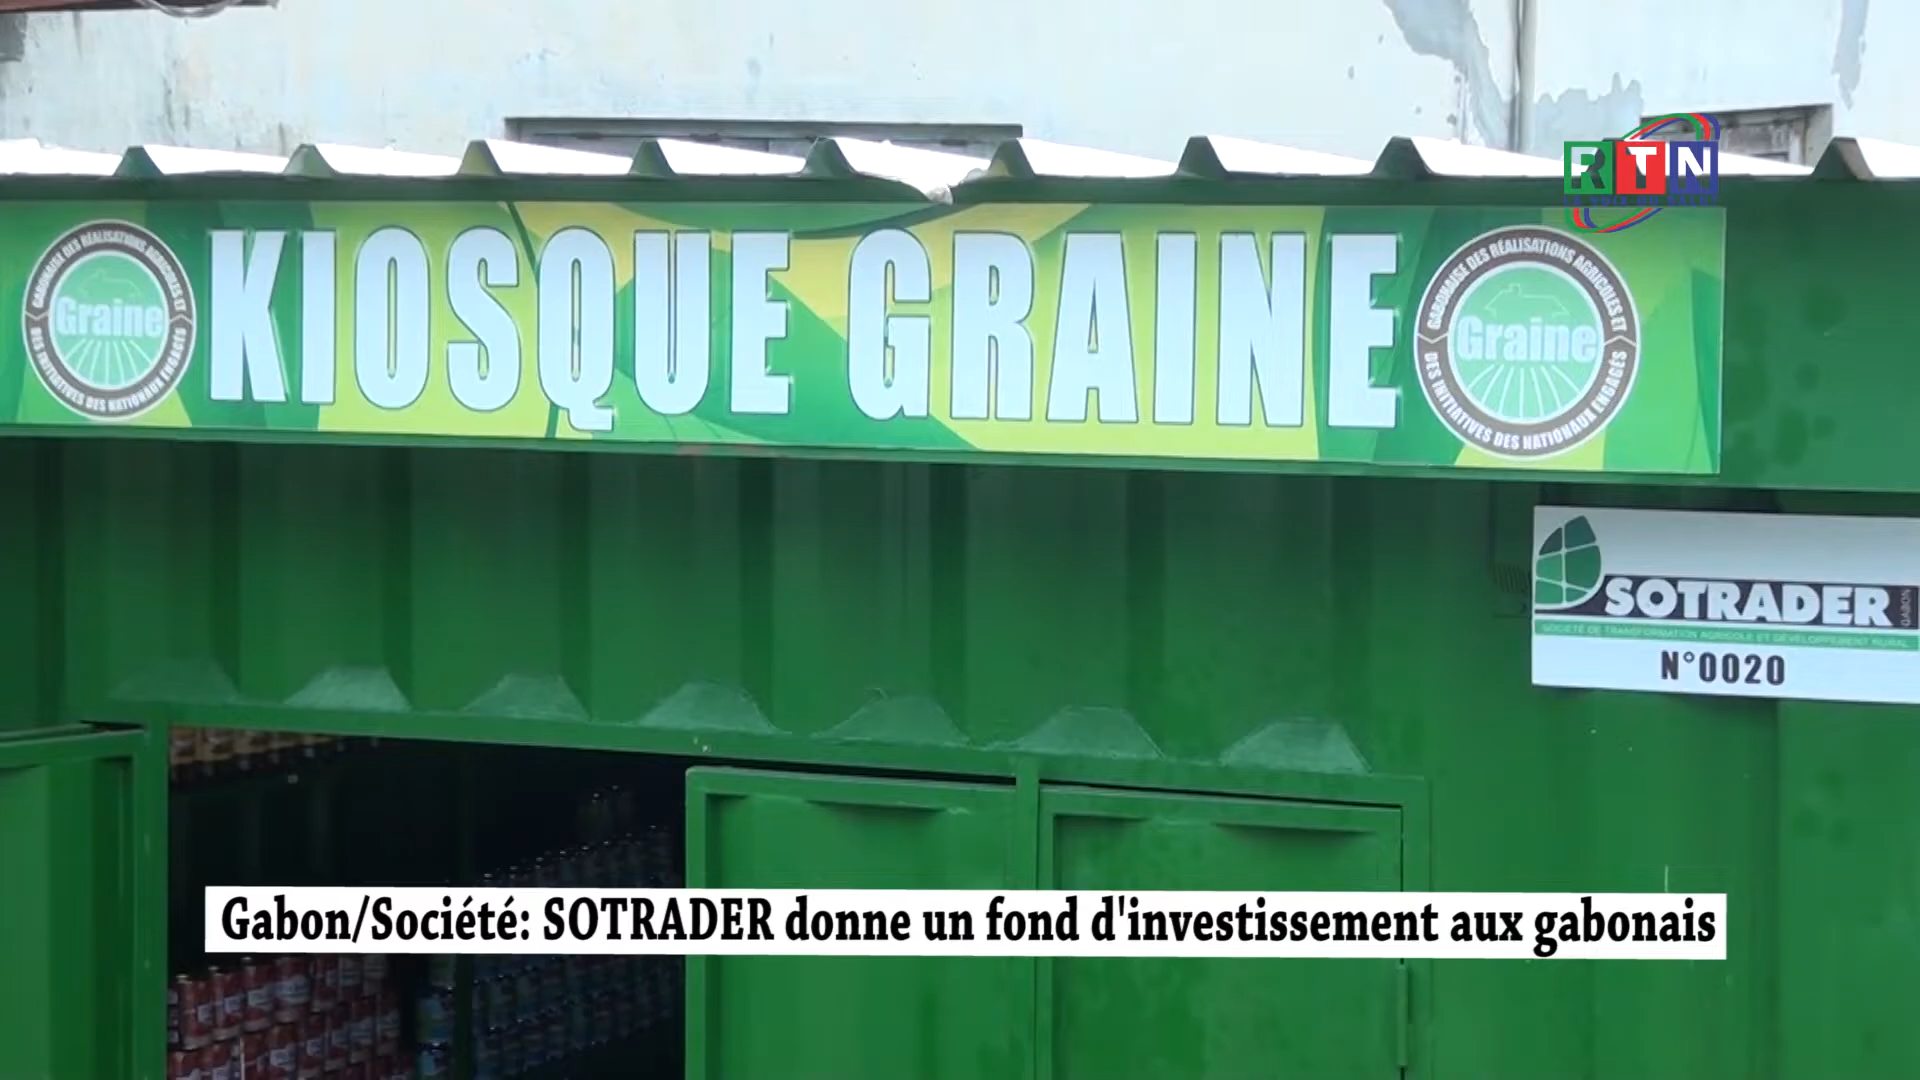 RTN
KIOSQUE GRAINE
GABONAISE DES RÉALISATIONS AGRICOLES ET
Graine
DES INITIATIVES DES NATIONAUX ENGAGÉS
GABONAISE DES RÉALISATIONS AGRICOLES ET
Graine
DES INITIATIVES DES NATIONAUX ENGAGÉS
SOTRADER
GABON
SOCIÉTÉ DE TRANSFORMATION AGRICOLE ET DÉVELOPPEMENT RURAL
N°0020
Gabon/Société: SOTRADER donne un fond d'investissement aux gabonais